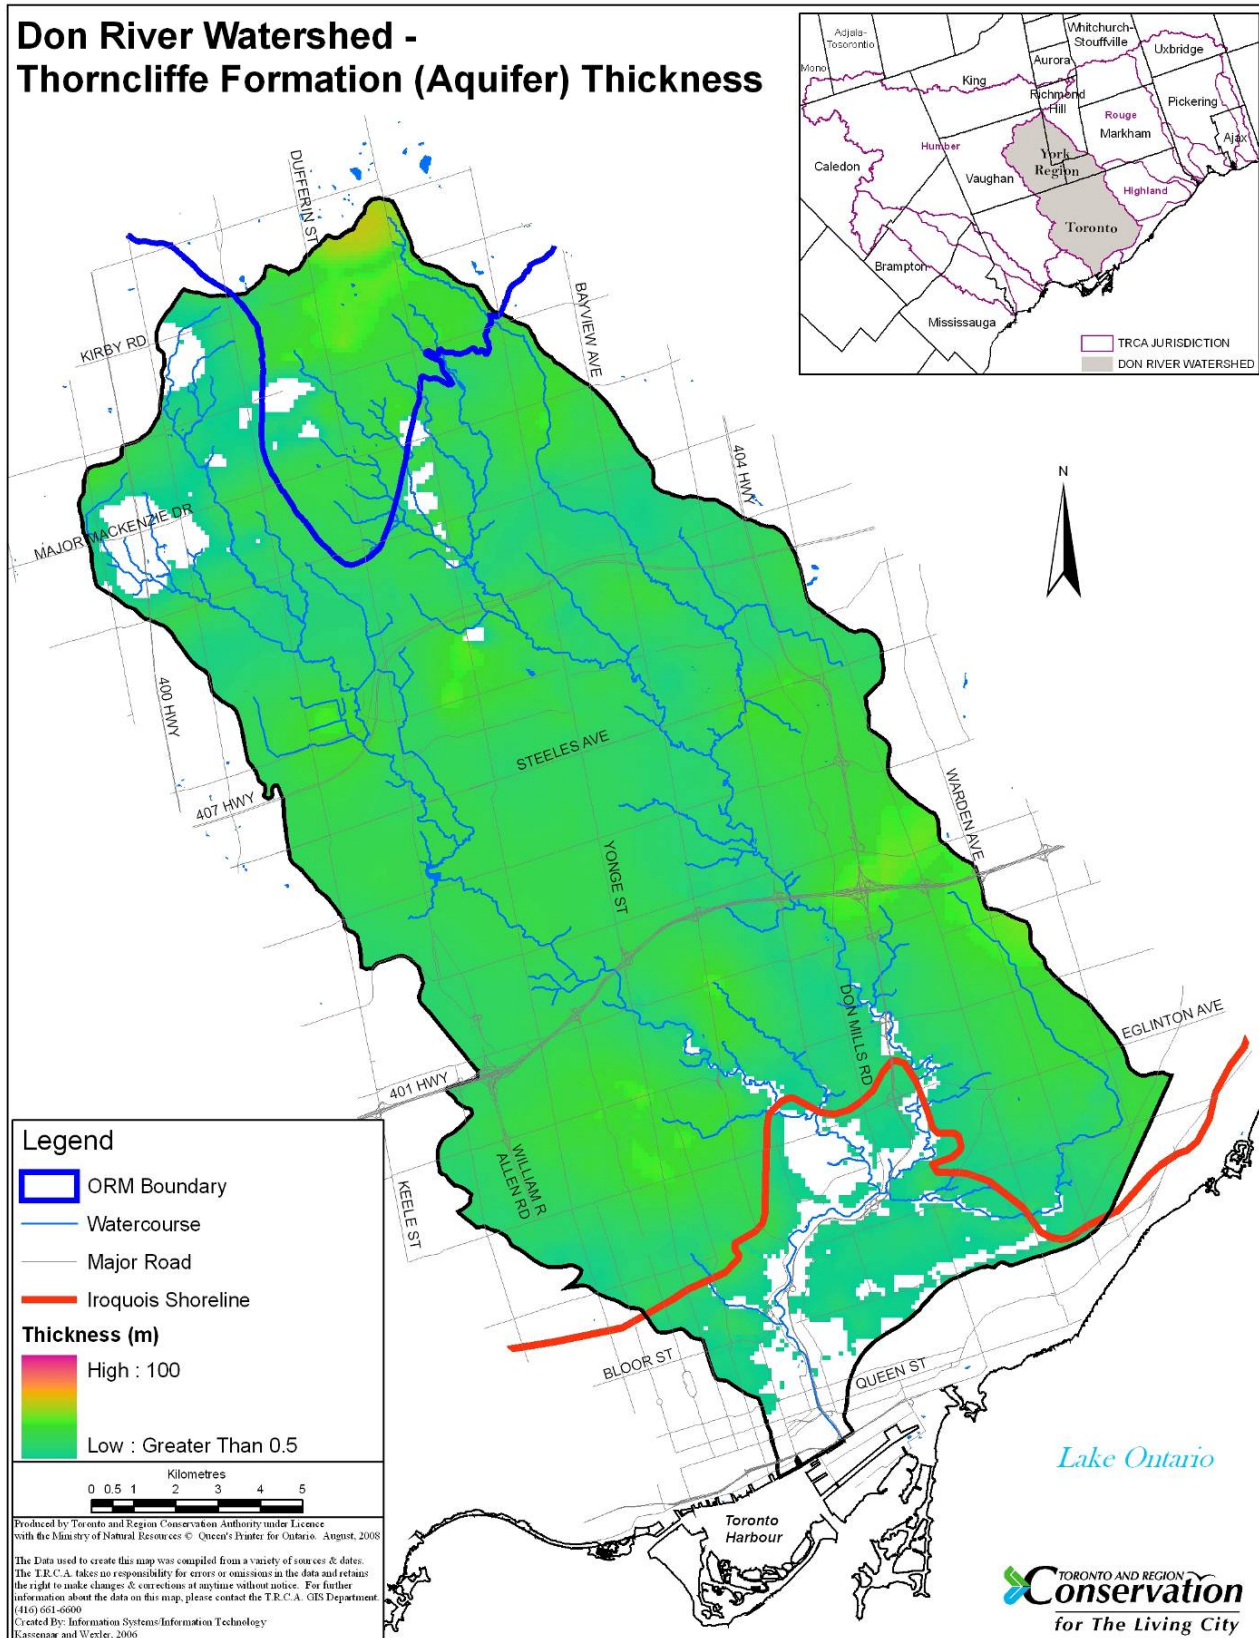 Don River Watershed -
Thorncliffe Formation (Aquifer) Thickness
Adjala-
Tosorontio
Mono
King
Aurora
Whitchurch-
Stouffville
Uxbridge
Richmond
Hill
Pickering
Rouge
Markham
Ajax
Humber
Caledon
Vaughan
York
Region
Highland
Toronto
Brampton
Mississauga
TRCA JURISDICTION
DON RIVER WATERSHED
DUFFERIN ST
BAYVIEW AVE
KIRBY RD
404 HWY
N
MAJOR MACKENZIE DR
400 HWY
STEELES AVE
407 HWY
WARDEN AVE
YONGE ST
DON MILLS RD
EGLINTON AVE
401 HWY
WILLIAM R
ALLEN RD
KEELE ST
BLOOR ST
QUEEN ST
Lake Ontario
Toronto
Harbour
Legend
ORM Boundary
Watercourse
Major Road
Iroquois Shoreline
Thickness (m)
High : 100
Low : Greater Than 0.5
Kilometres
0 0.5 1 2 3 4 5
Produced by Toronto and Region Conservation Authority under Licence
with the Ministry of Natural Resources © Queen's Printer for Ontario. August, 2008
The Data used to create this map was compiled from a variety of sources & dates.
The T.R.C.A. takes no responsibility for errors or omissions in the data and retains
the right to make changes & corrections at anytime without notice. For further
information about the data on this map, please contact the T.R.C.A. GIS Department.
(416) 661-6600
Created By: Information Systems/Information Technology
Kassenaar and Wexler, 2006
TORONTO AND REGION
Conservation
for The Living City